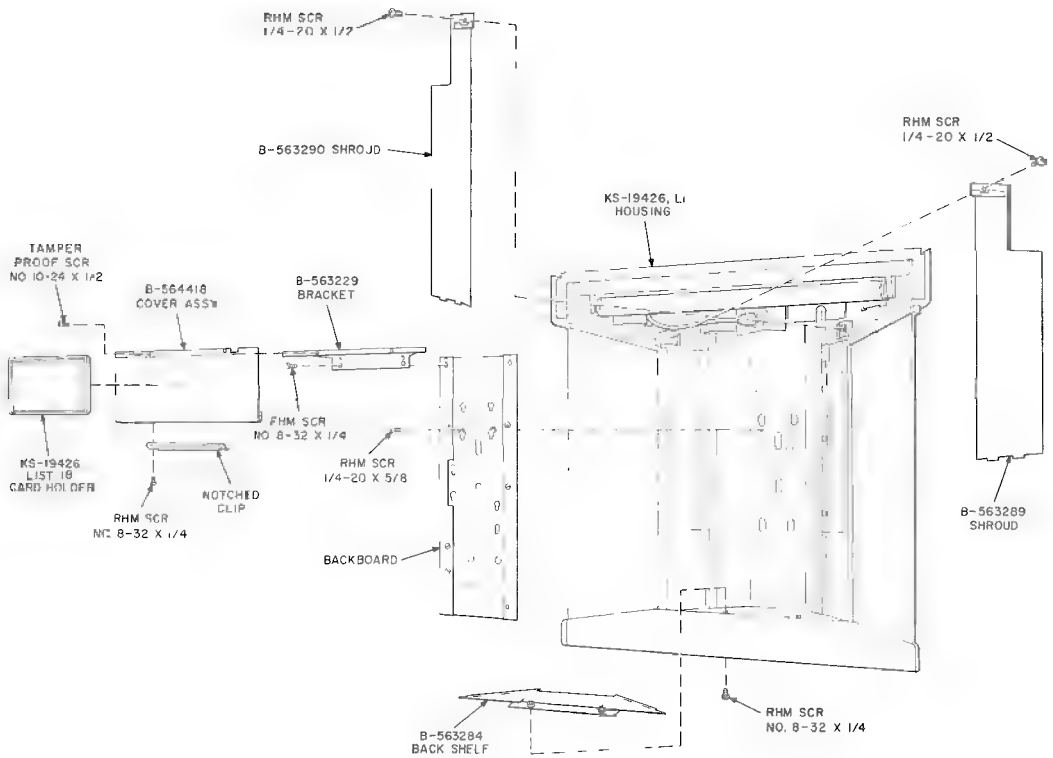 RHM SCR
1/4-20 X 1/2
B-563290 SHROUD
RHM SCR
1/4-20 X 1/2
KS-19426, L1
HOUSING
TAMPER
PROOF SCR
NO 10-24 X 1/2
B-564418
COVER ASSY
B-563229
BRACKET
FHM SCR
NO. 8-32 X 1/4
RHM SCR
1/4-20 X 5/8
KS-19426
LIST 18
CARD HOLDER
NOTCHED
CLIP
RHM SCR
NO. 8-32 X 1/4
BACKBOARD
B-563289
SHROUD
B-563284
BACK SHELF
RHM SCR
NO. 8-32 X 1/4